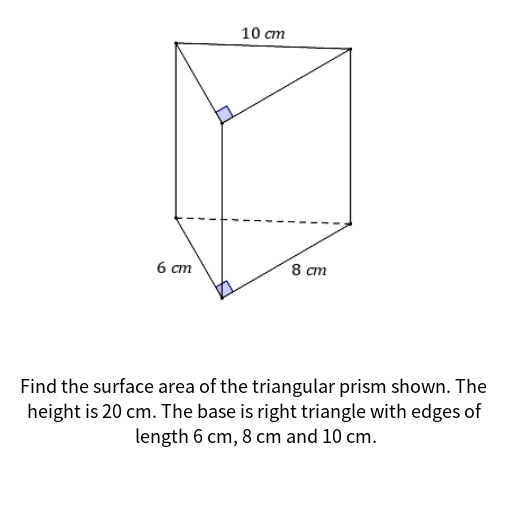 10 cm
6 cm
8 cm
Find the surface area of the triangular prism shown. The
height is 20 cm. The base is right triangle with edges of
length 6 cm, 8 cm and 10 cm.